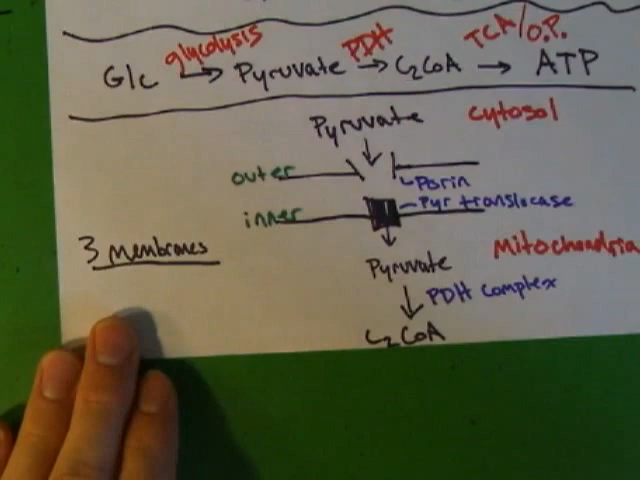 glycolysis PDH TCA/O.P.
Glc → Pyruvate → C2CoA → ATP
Pyruvate cytosol
outer
Porin
inner Pyr translocase
3 membranes
Pyruvate Mitochondria
PDH complex
C2CoA